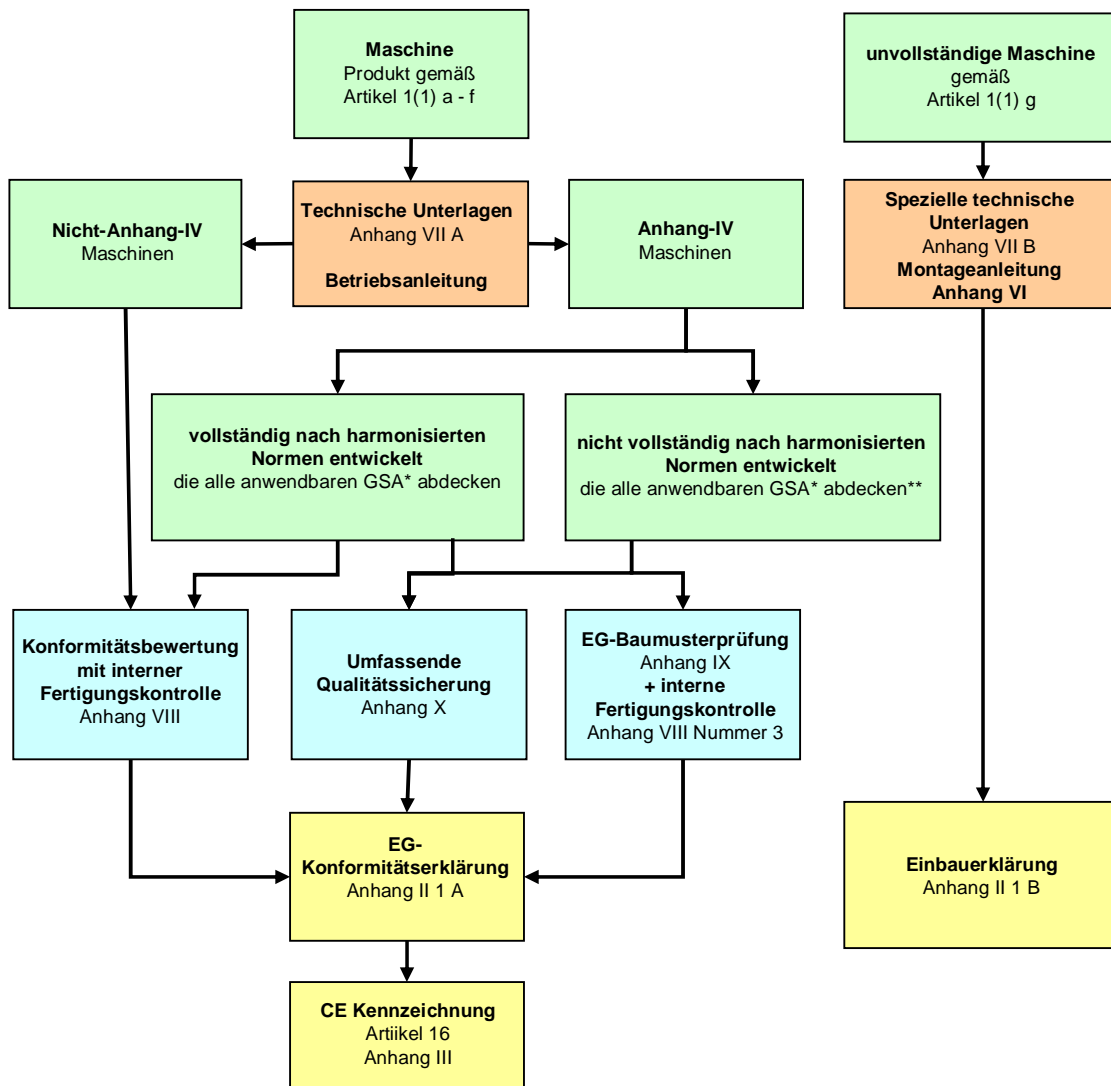 Maschine
Produkt gemäß
Artikel 1(1) a - f
unvollständige Maschine
gemäß
Artikel 1(1) g
Nicht-Anhang-IV
Maschinen
Technische Unterlagen
Anhang VII A
Betriebsanleitung
Anhang-IV
Maschinen
Spezielle technische
Unterlagen
Anhang VII B
Montageanleitung
Anhang VI
vollständig nach harmonisierten
Normen entwickelt
die alle anwendbaren GSA* abdecken
nicht vollständig nach harmonisierten
Normen entwickelt
die alle anwendbaren GSA* abdecken**
Konformitätsbewertung
mit interner
Fertigungskontrolle
Anhang VIII
Umfassende
Qualitätssicherung
Anhang X
EG-Baumusterprüfung
Anhang IX
+ interne
Fertigungskontrolle
Anhang VIII Nummer 3
EG-
Konformitätserklärung
Anhang II 1 A
Einbauerklärung
Anhang II 1 B
CE Kennzeichnung
Artiikel 16
Anhang III